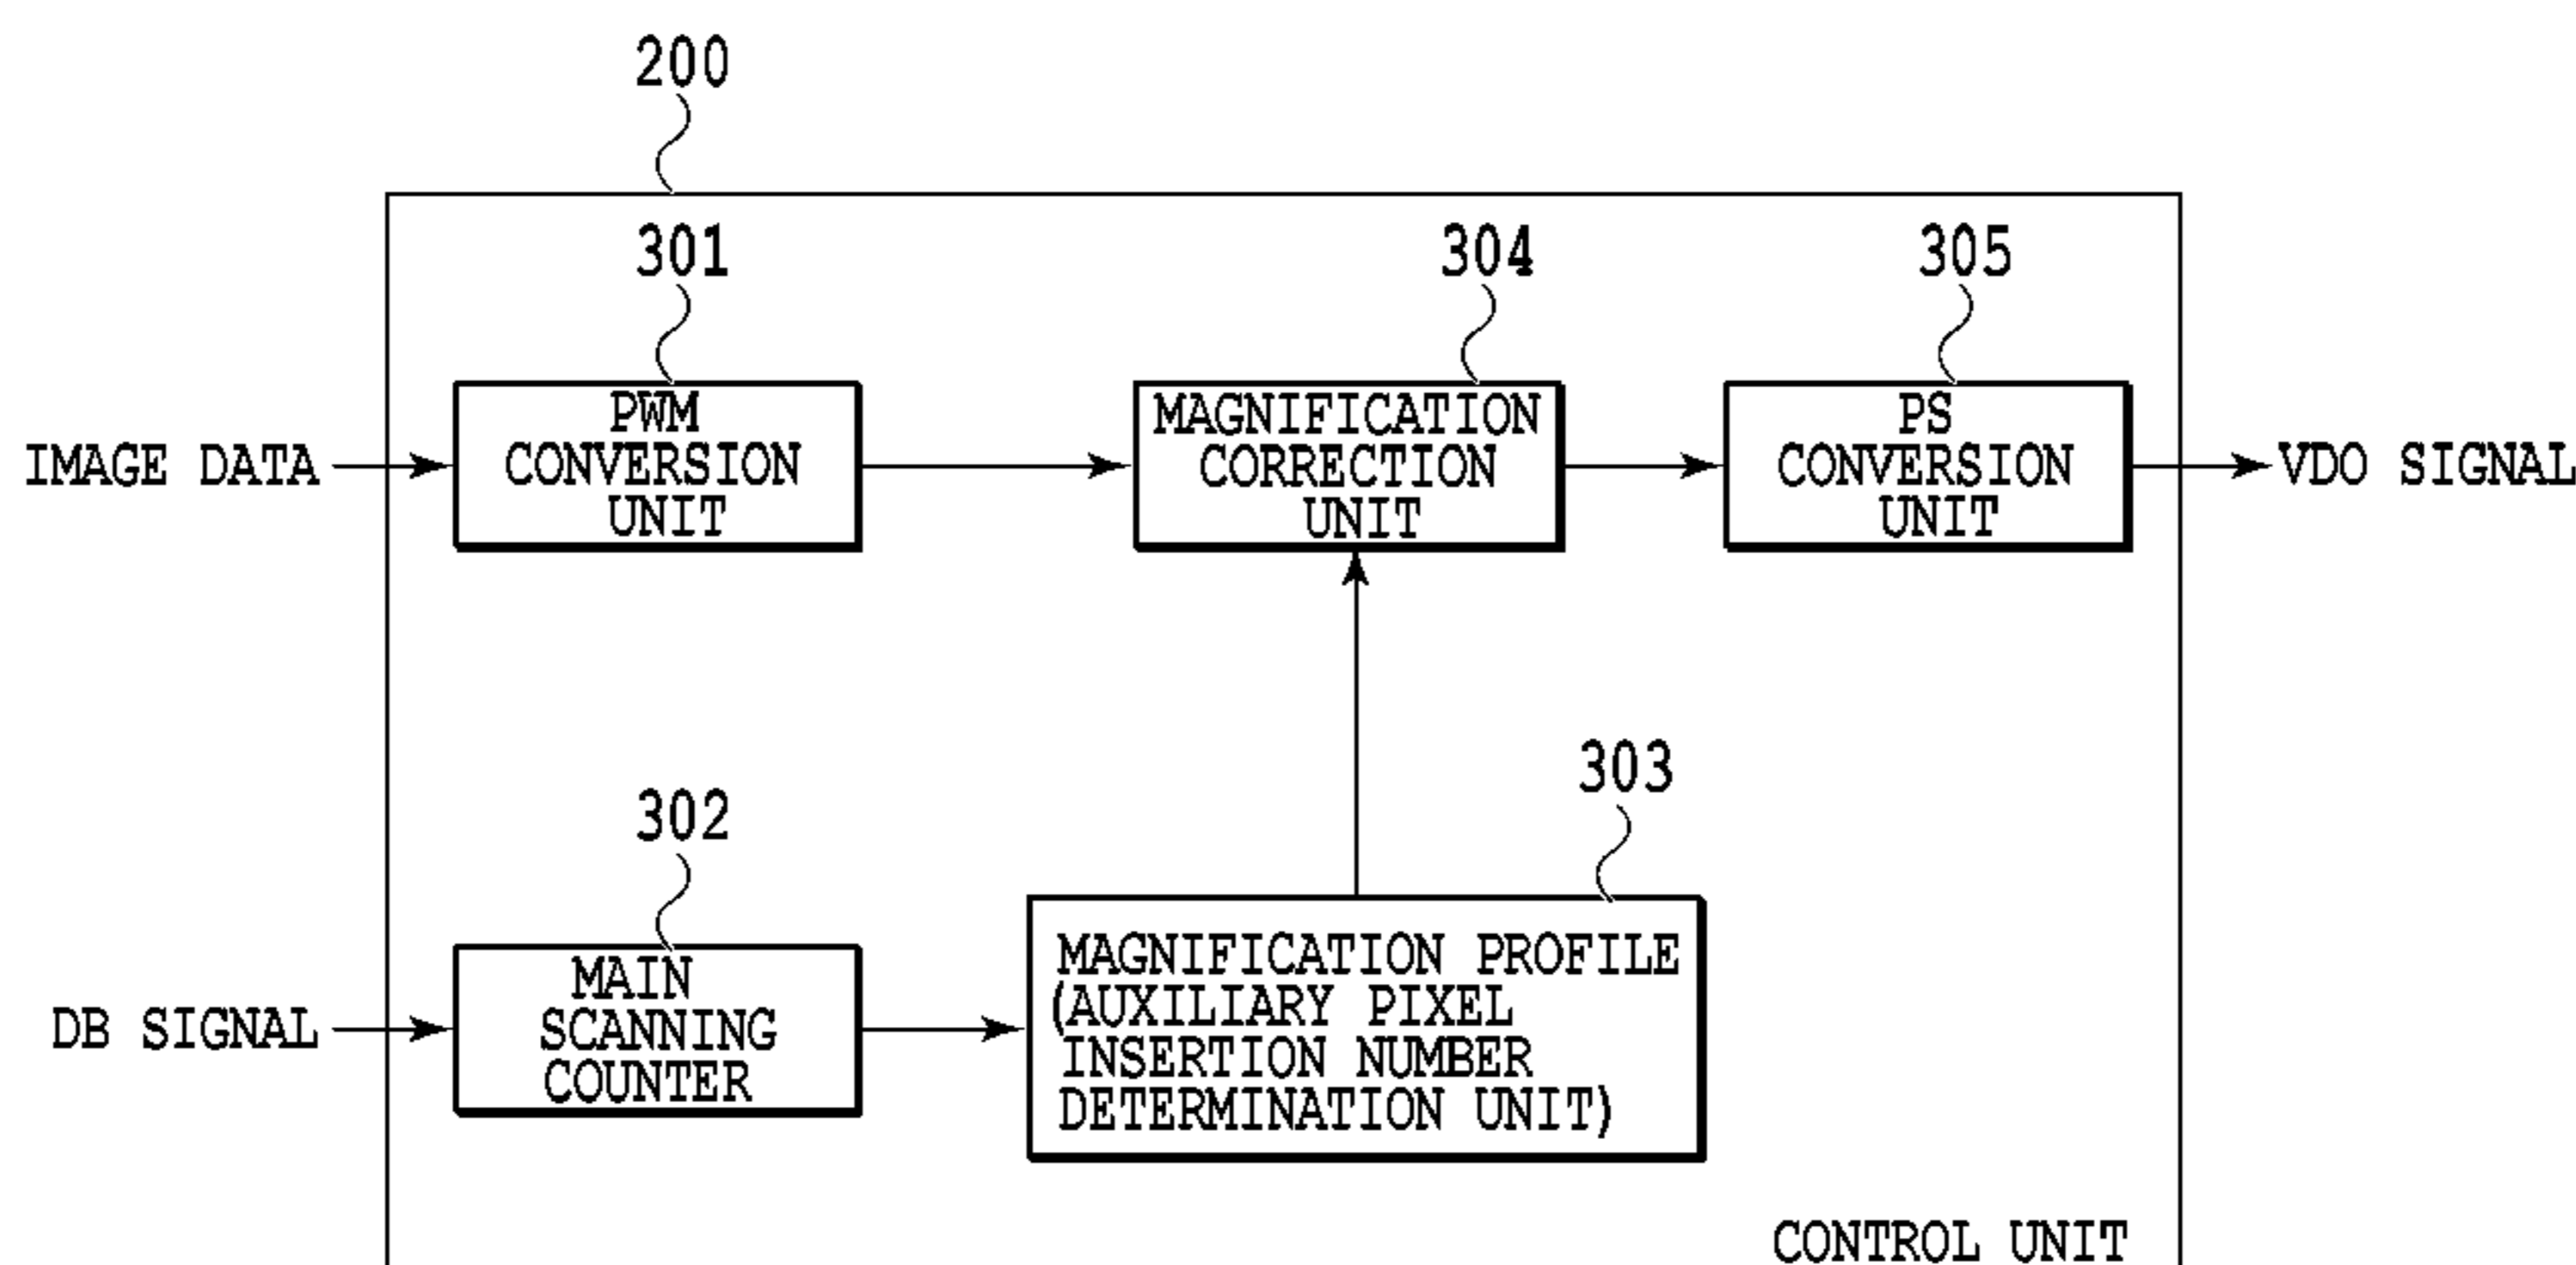 200
301
304
305
IMAGE DATA
PWM
CONVERSION
UNIT
MAGNIFICATION
CORRECTION
UNIT
PS
CONVERSION
UNIT
VDO SIGNAL
302
303
DB SIGNAL
MAIN
SCANNING
COUNTER
MAGNIFICATION PROFILE
(AUXILIARY PIXEL
INSERTION NUMBER
DETERMINATION UNIT)
CONTROL UNIT